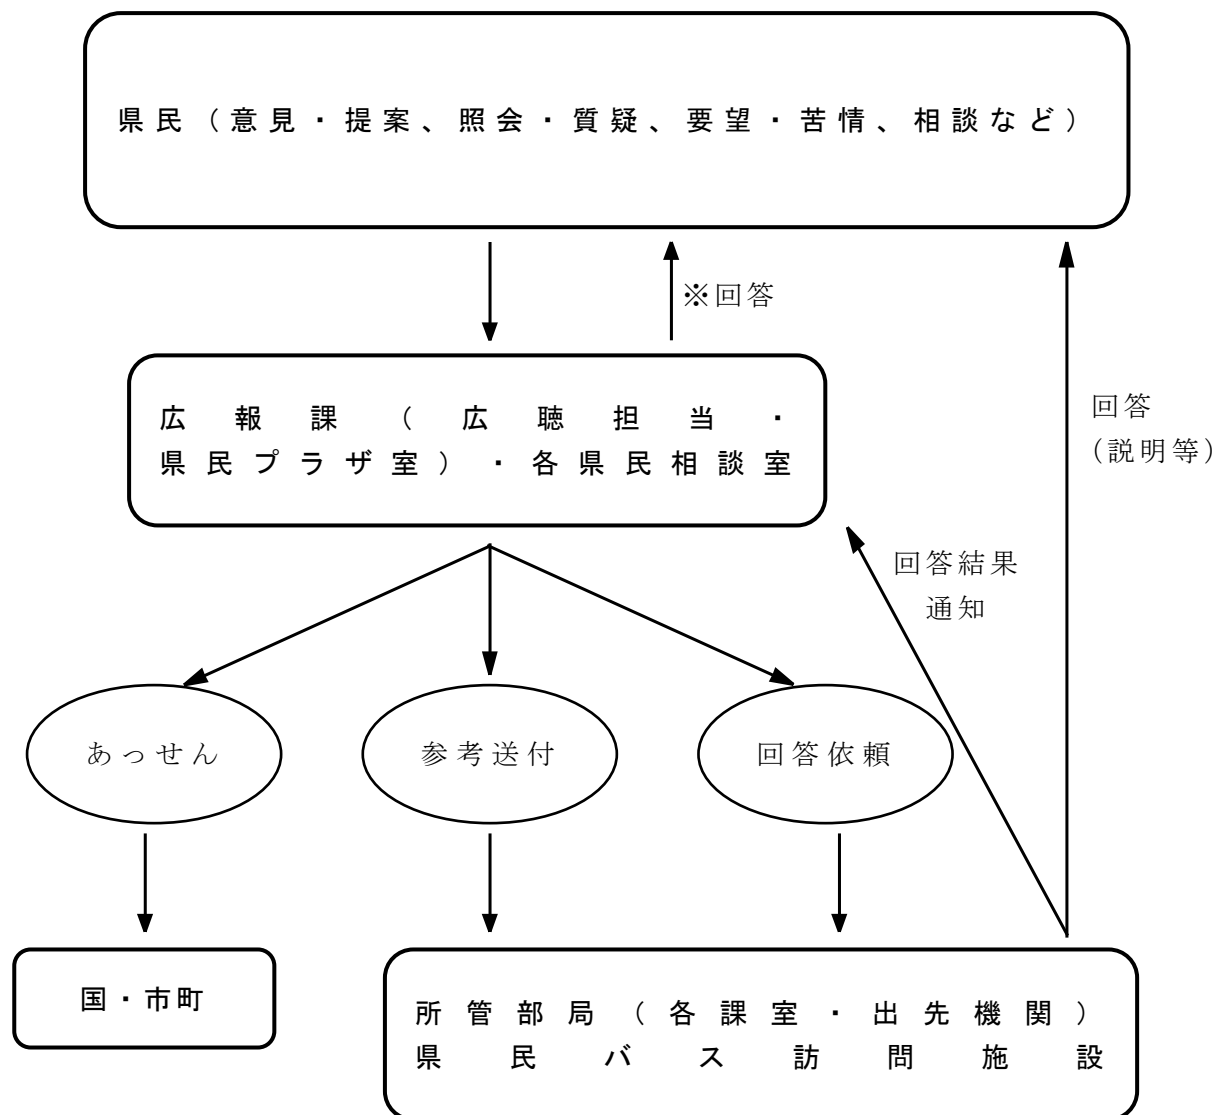 県民（意見・提案、照会・質疑、要望・苦情、相談など）
※回答
広報課（広聴担当・
県民プラザ室）・各県民相談室
回答
（説明等）
回答結果
通知
あっせん
参考送付
回答依頼
国・市町
所管部局（各課室・出先機関）
県民バス訪問施設